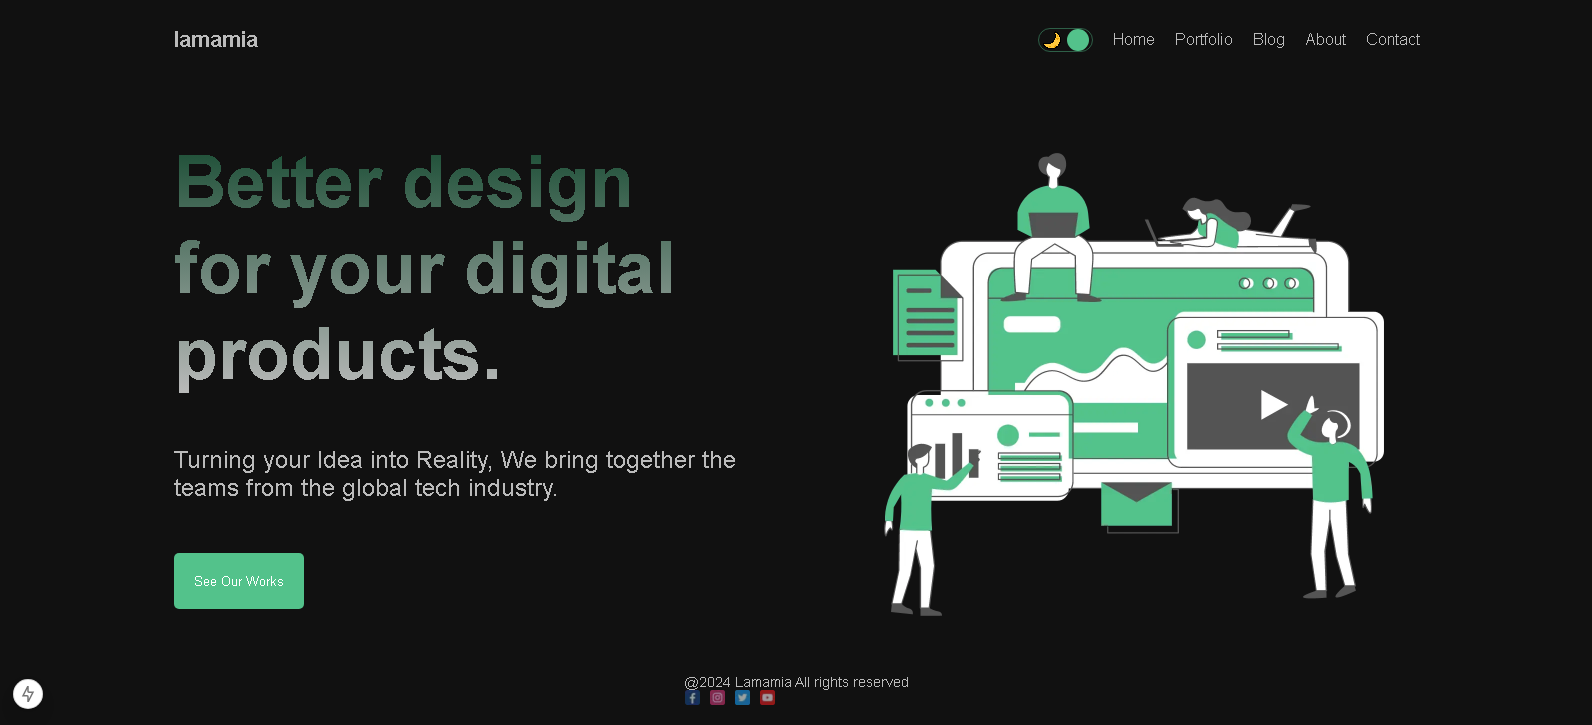 lamamia
Home Portfolio Blog About Contact
Better design
for your digital
products.
Turning your Idea into Reality, We bring together the
teams from the global tech industry.
See Our Works
@2024 Lamamia All rights reserved